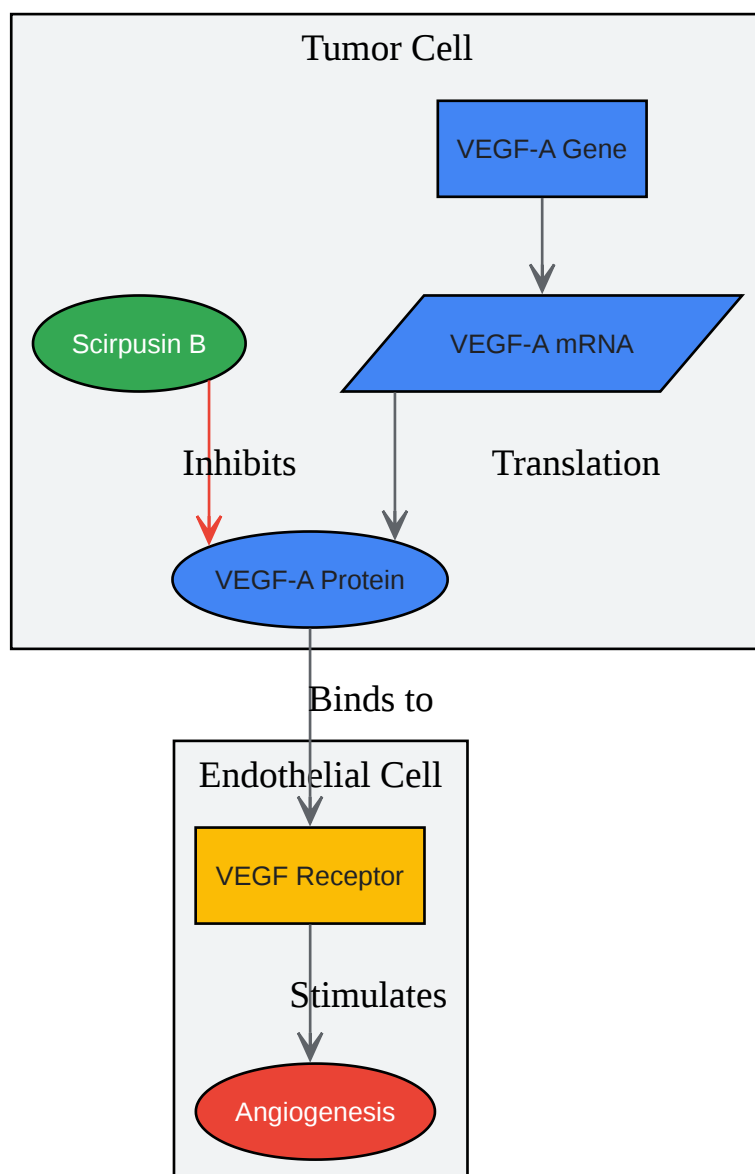 Tumor Cell
VEGF-A Gene
Scirpusin B
VEGF-A mRNA
Inhibits
Translation
VEGF-A Protein
Binds to
Endothelial Cell
VEGF Receptor
Stimulates
Angiogenesis